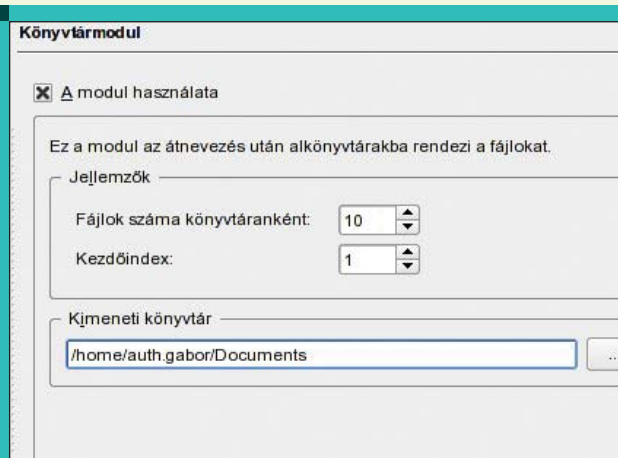 Könyvtármodul
A modul használata
Ez a modul az átnevezés után alkönyvtárakba rendezi a fájlokat.
Jellemzők
Fájlok száma könyvtáranként: 10
Kezdőindex: 1
Kimeneti könyvtár
/home/auth.gabor/Documents
...